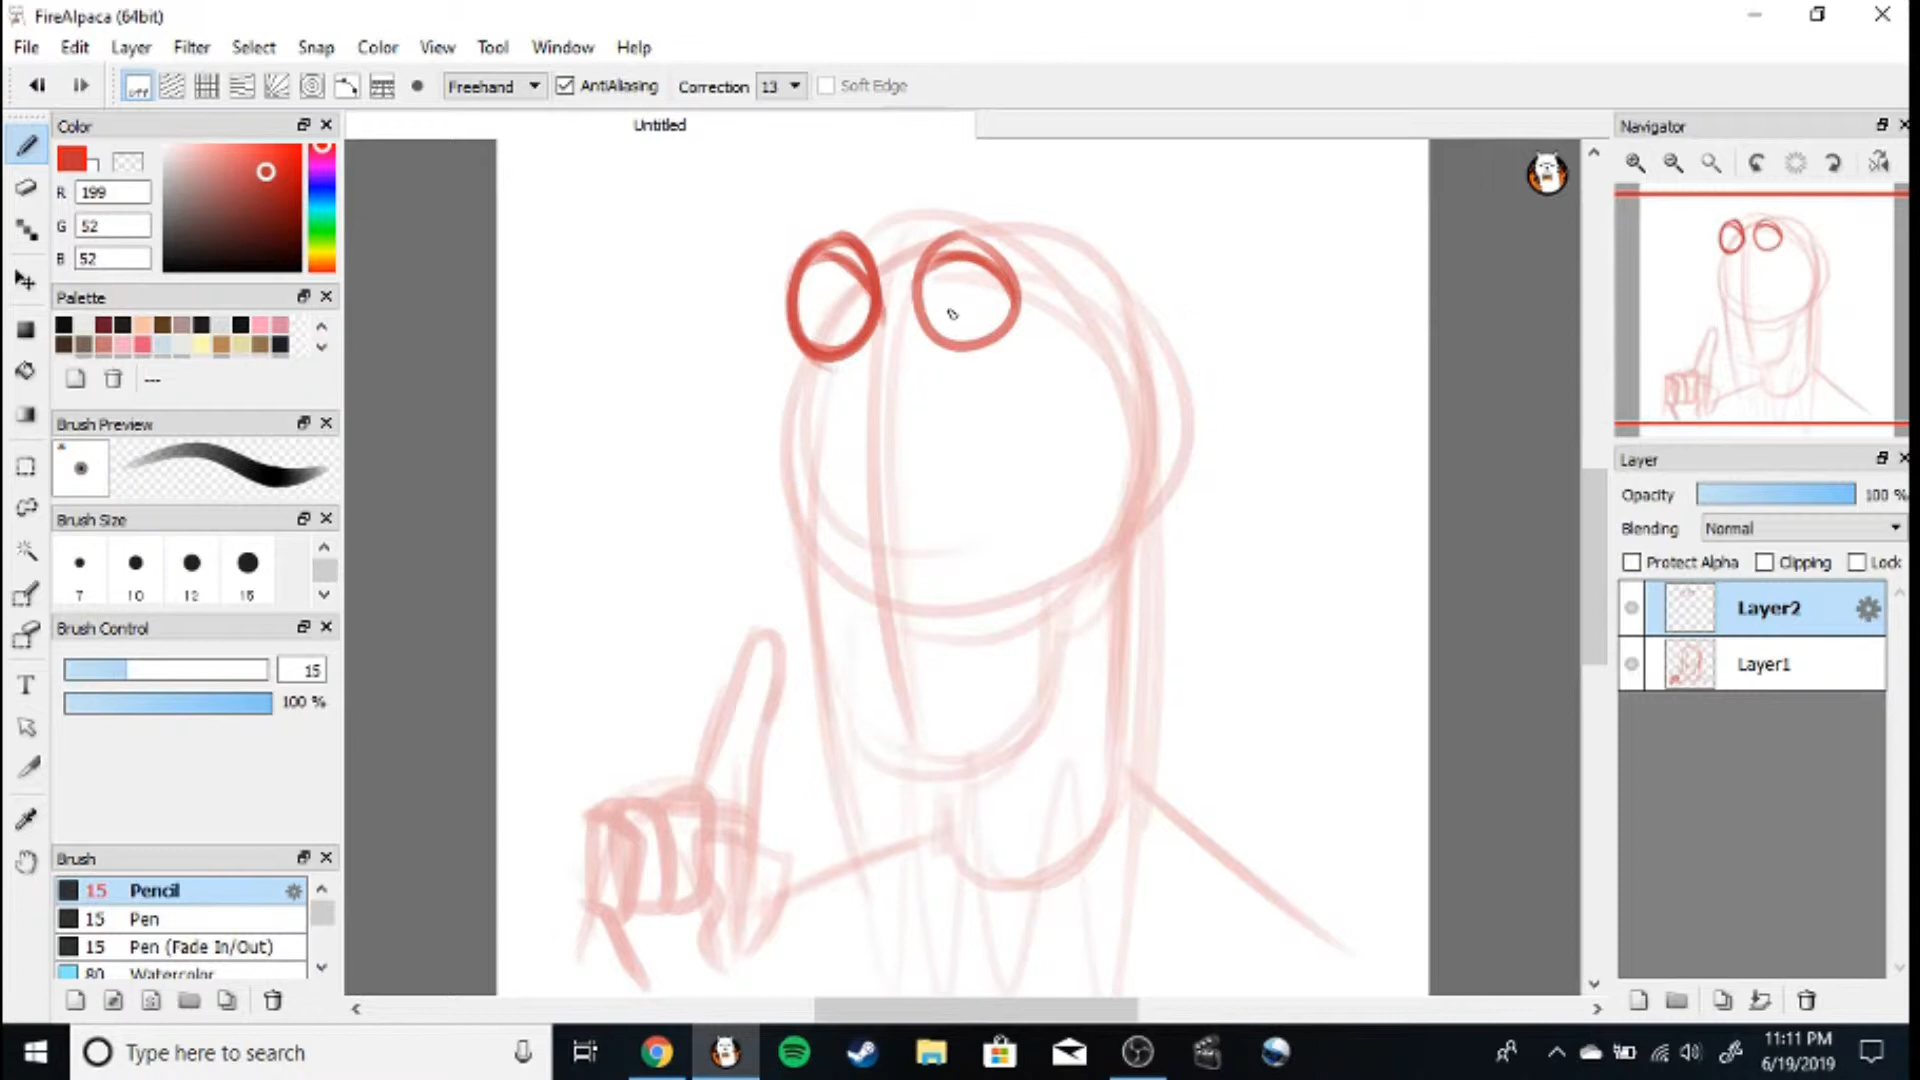 FireAlpaca (64bit)
File Edit Layer Filter Select Snap Color View Tool Window Help
off Freehand AntiAliasing Correction 13 Soft Edge
Color
Untitled
Navigator
R 199
G 52
B 52
Palette
---
Brush Preview
Layer
Opacity 100 %
Brush Size
Blending Normal
Protect Alpha Clipping Lock
7 10 12 15
Layer2
Brush Control
15
Layer1
100 %
T
Brush
15 Pencil
15 Pen
15 Pen (Fade In/Out)
80 Watercolor
Type here to search
11:11 PM
6/19/2019